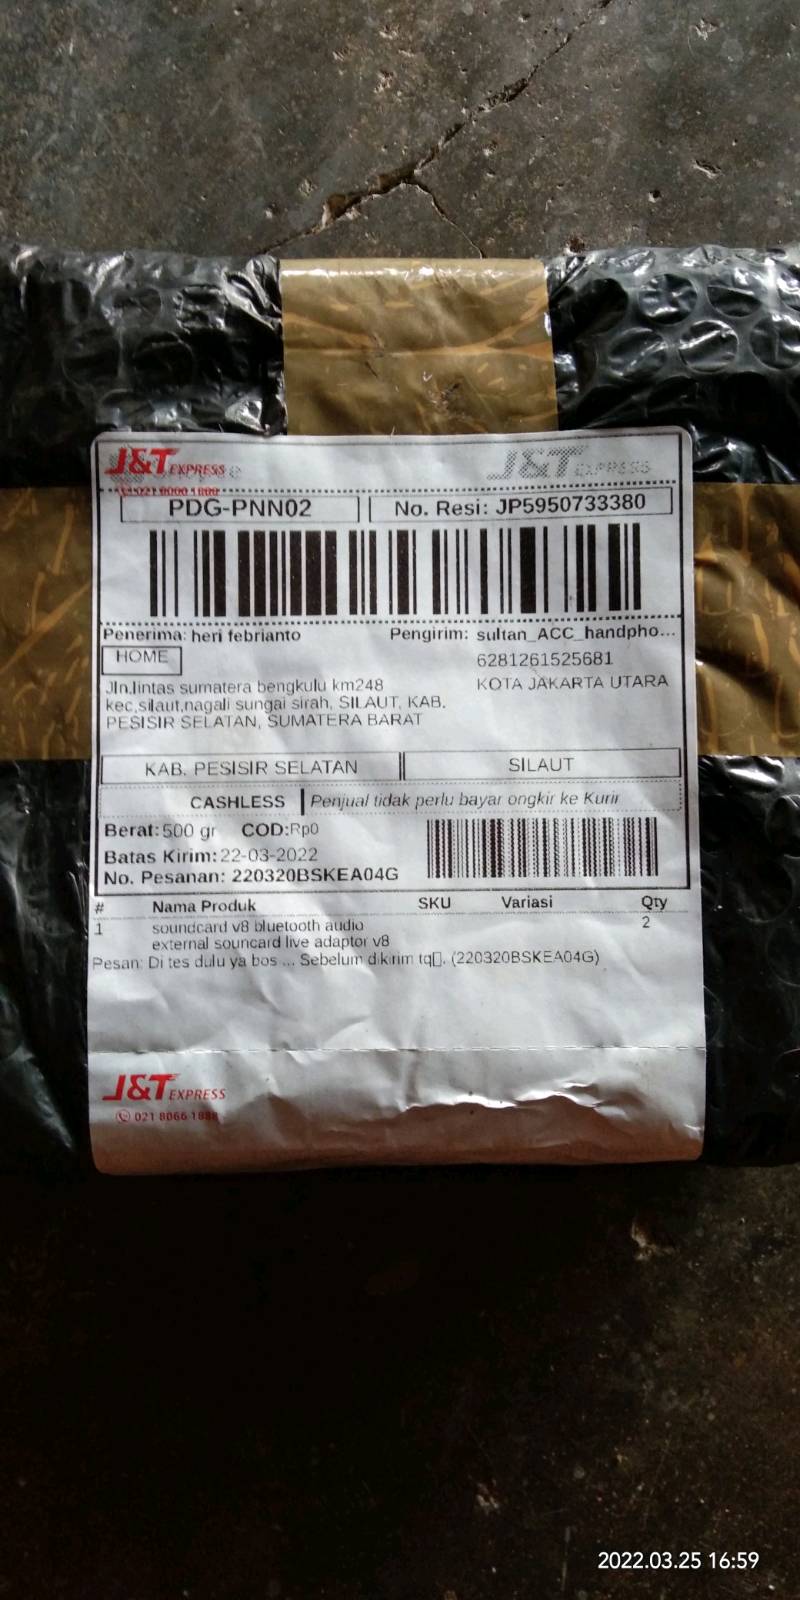 J&T EXPRESS J&T EXPRESS
PDG-PNN02 No. Resi: JP5950733380
Penerima: heri febrianto Pengirim: sultan_ACC_handpho...
HOME 6281261525681
Jln.lintas sumatera bengkulu km248 KOTA JAKARTA UTARA
kec,silaut,nagali sungai sirah, SILAUT, KAB.
PESISIR SELATAN, SUMATERA BARAT
KAB. PESISIR SELATAN SILAUT
CASHLESS Penjual tidak perlu bayar ongkir ke Kurir
Berat: 500 gr COD:Rp0
Batas Kirim: 22-03-2022
No. Pesanan: 220320BSKEA04G
# Nama Produk SKU Variasi Qty
1 soundcard v8 bluetooth audio 2
external souncard live adaptor v8
Pesan: Di tes dulu ya bos ... Sebelum dikirim tq▯. (220320BSKEA04G)
J&T EXPRESS
021 8066 1888
2022.03.25 16:59